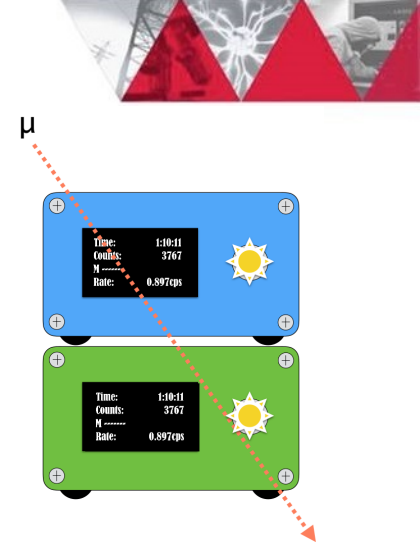 μ
Time: 1:10:11
Counts: 3767
M -------
Rate: 0.897cps
Time: 1:10:11
Counts: 3767
M -------
Rate: 0.897cps